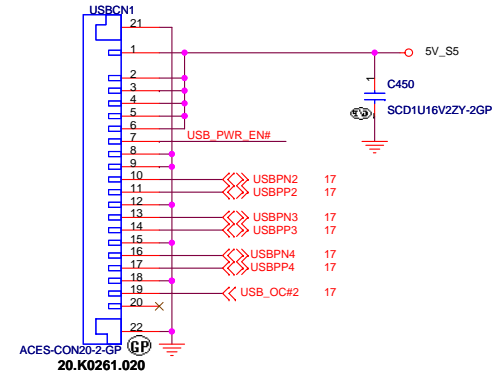 USBCN1
21
1
5V_S5
1
C450
2
3
4
5
6
SCD1U16V2ZY-2GP
7
USB_PWR_EN#
8
9
10
USBPN2
17
11
USBPP2
17
12
13
USBPN3
17
14
USBPP3
17
15
16
USBPN4
17
17
USBPP4
17
18
19
USB_OC#2
17
20
22
ACES-CON20-2-GP
GP
20.K0261.020